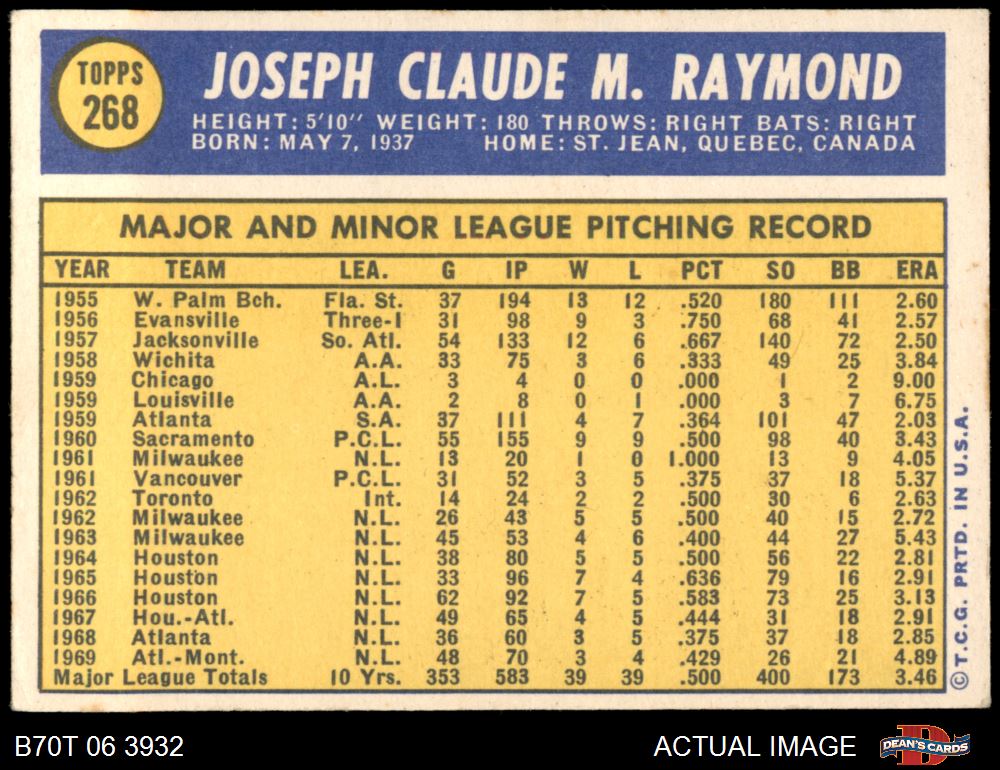 TOPPS
268
JOSEPH CLAUDE M. RAYMOND
HEIGHT: 5'10" WEIGHT: 180 THROWS: RIGHT BATS: RIGHT
BORN: MAY 7, 1937 HOME: ST. JEAN, QUEBEC, CANADA
MAJOR AND MINOR LEAGUE PITCHING RECORD
YEAR TEAM LEA. G IP W L PCT SO BB ERA
1955 W. Palm Bch. Fla. St. 37 194 13 12 .520 180 111 2.60
1956 Evansville Three-I 31 98 9 3 .750 68 41 2.57
1957 Jacksonville So. Atl. 54 133 12 6 .667 140 72 2.50
1958 Wichita A.A. 33 75 3 6 .333 49 25 3.84
1959 Chicago A.L. 3 4 0 0 .000 1 2 9.00
1959 Louisville A.A. 2 8 0 1 .000 3 7 6.75
1959 Atlanta S.A. 37 111 4 7 .364 101 47 2.03
1960 Sacramento P.C.L. 55 155 9 9 .500 98 40 3.43
1961 Milwaukee N.L. 13 20 1 0 1.000 13 9 4.05
1961 Vancouver P.C.L. 31 52 3 5 .375 37 18 5.37
1962 Toronto Int. 14 24 2 2 .500 30 6 2.63
1962 Milwaukee N.L. 26 43 5 5 .500 40 15 2.72
1963 Milwaukee N.L. 45 53 4 6 .400 44 27 5.43
1964 Houston N.L. 38 80 5 5 .500 56 22 2.81
1965 Houston N.L. 33 96 7 4 .636 79 16 2.91
1966 Houston N.L. 62 92 7 5 .583 73 25 3.13
1967 Hou.-Atl. N.L. 49 65 4 5 .444 31 18 2.91
1968 Atlanta N.L. 36 60 3 5 .375 37 18 2.85
1969 Atl.-Mont. N.L. 48 70 3 4 .429 26 21 4.89
Major League Totals 10 Yrs. 353 583 39 39 .500 400 173 3.46
© T.C.G. PRTD. IN U.S.A.
B70T 06 3932 ACTUAL IMAGE DEAN'S CARDS